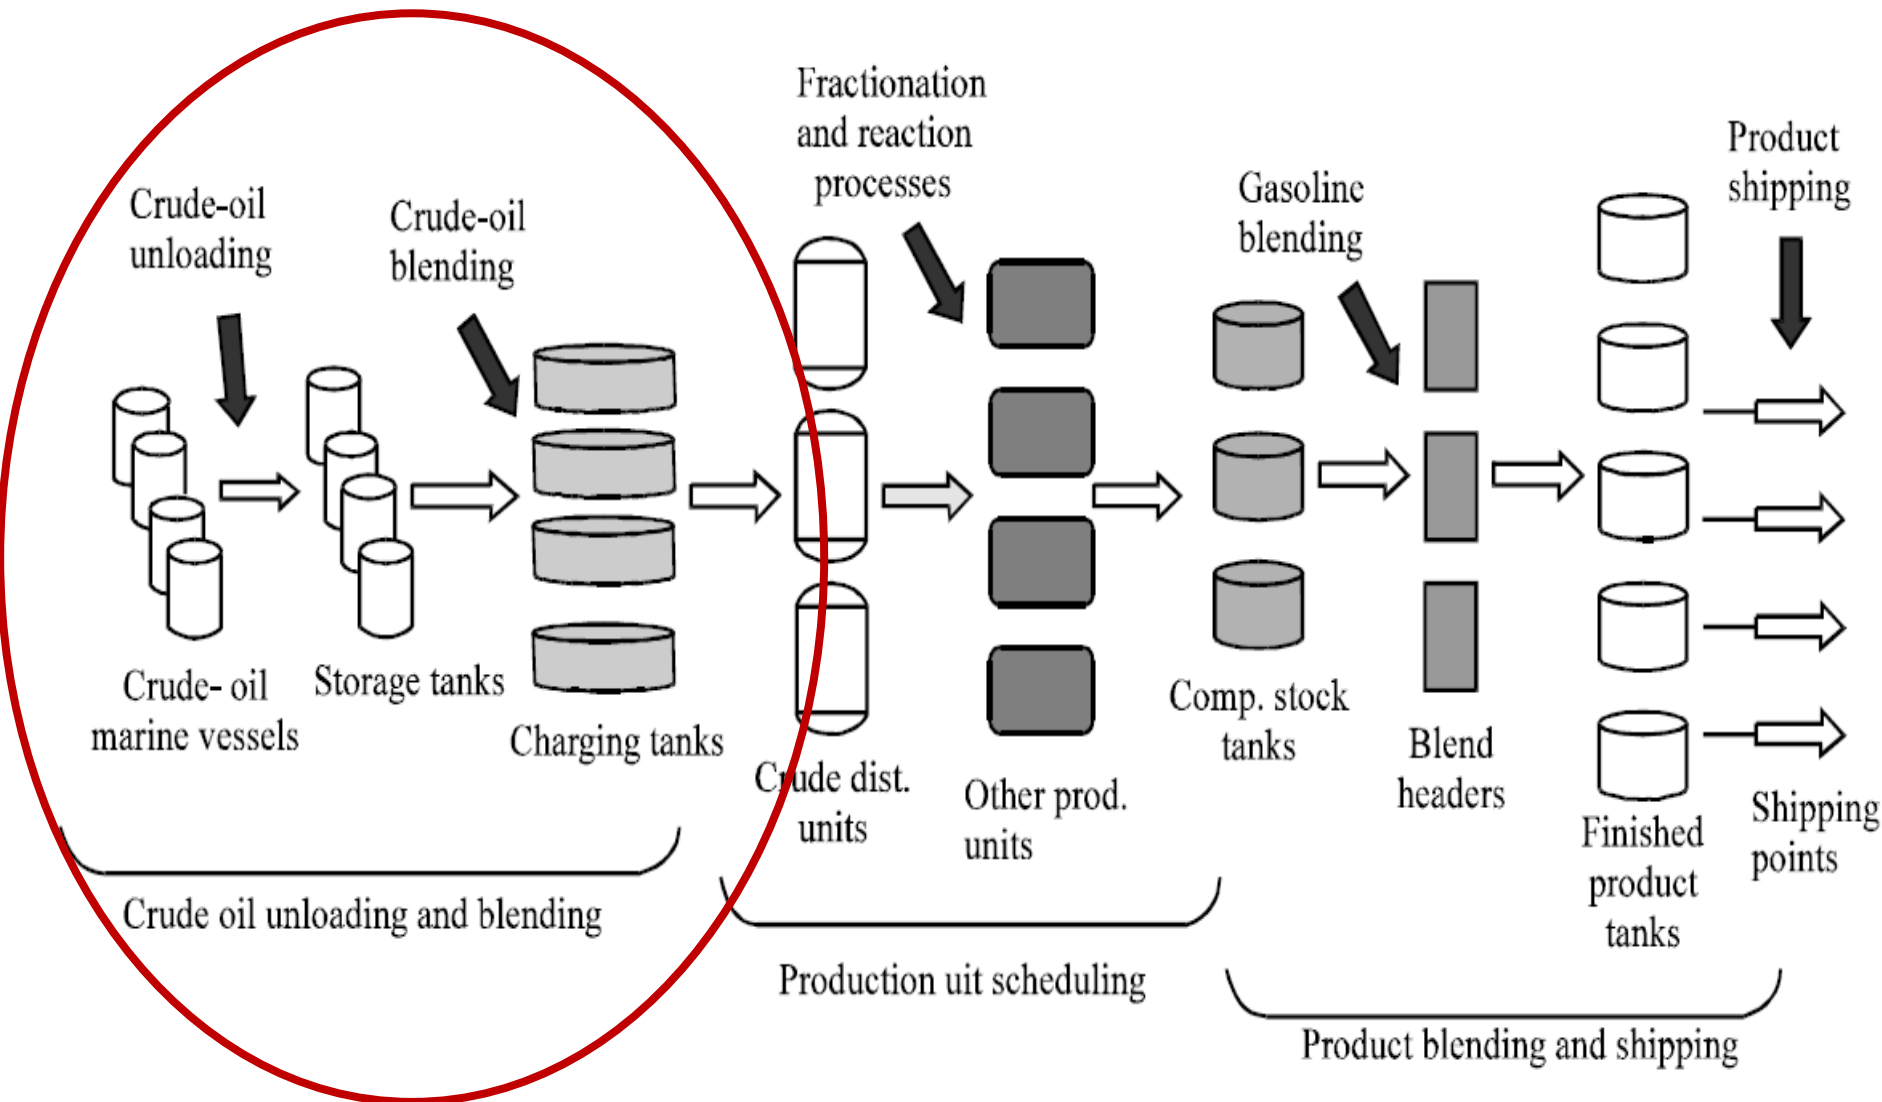 Fractionation
and reaction
processes
Product
shipping
Gasoline
blending
Crude-oil
unloading
Crude-oil
blending
Crude- oil
marine vessels
Storage tanks
Charging tanks
Crude dist.
units
Other prod.
units
Comp. stock
tanks
Blend
headers
Finished
product
tanks
Shipping
points
Crude oil unloading and blending
Production uit scheduling
Product blending and shipping